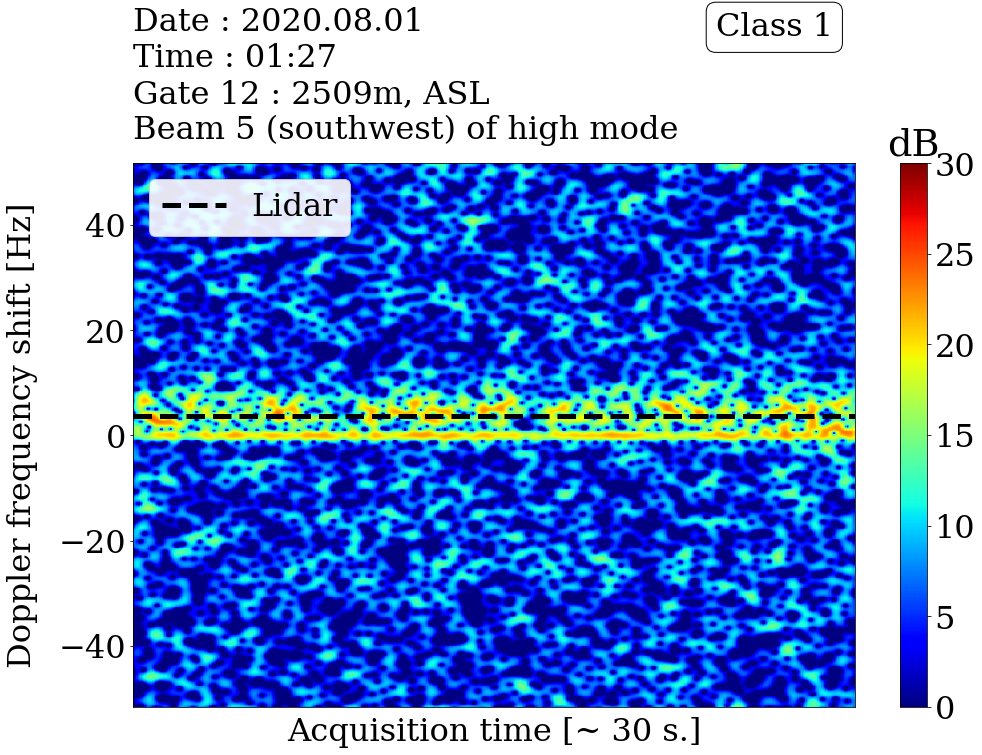 Date : 2020.08.01
Time : 01:27
Gate 12 : 2509m, ASL
Beam 5 (southwest) of high mode
Class 1
dB
Lidar
Doppler frequency shift [Hz]
40
20
0
−20
−40
Acquisition time [~ 30 s.]
30
25
20
15
10
5
0